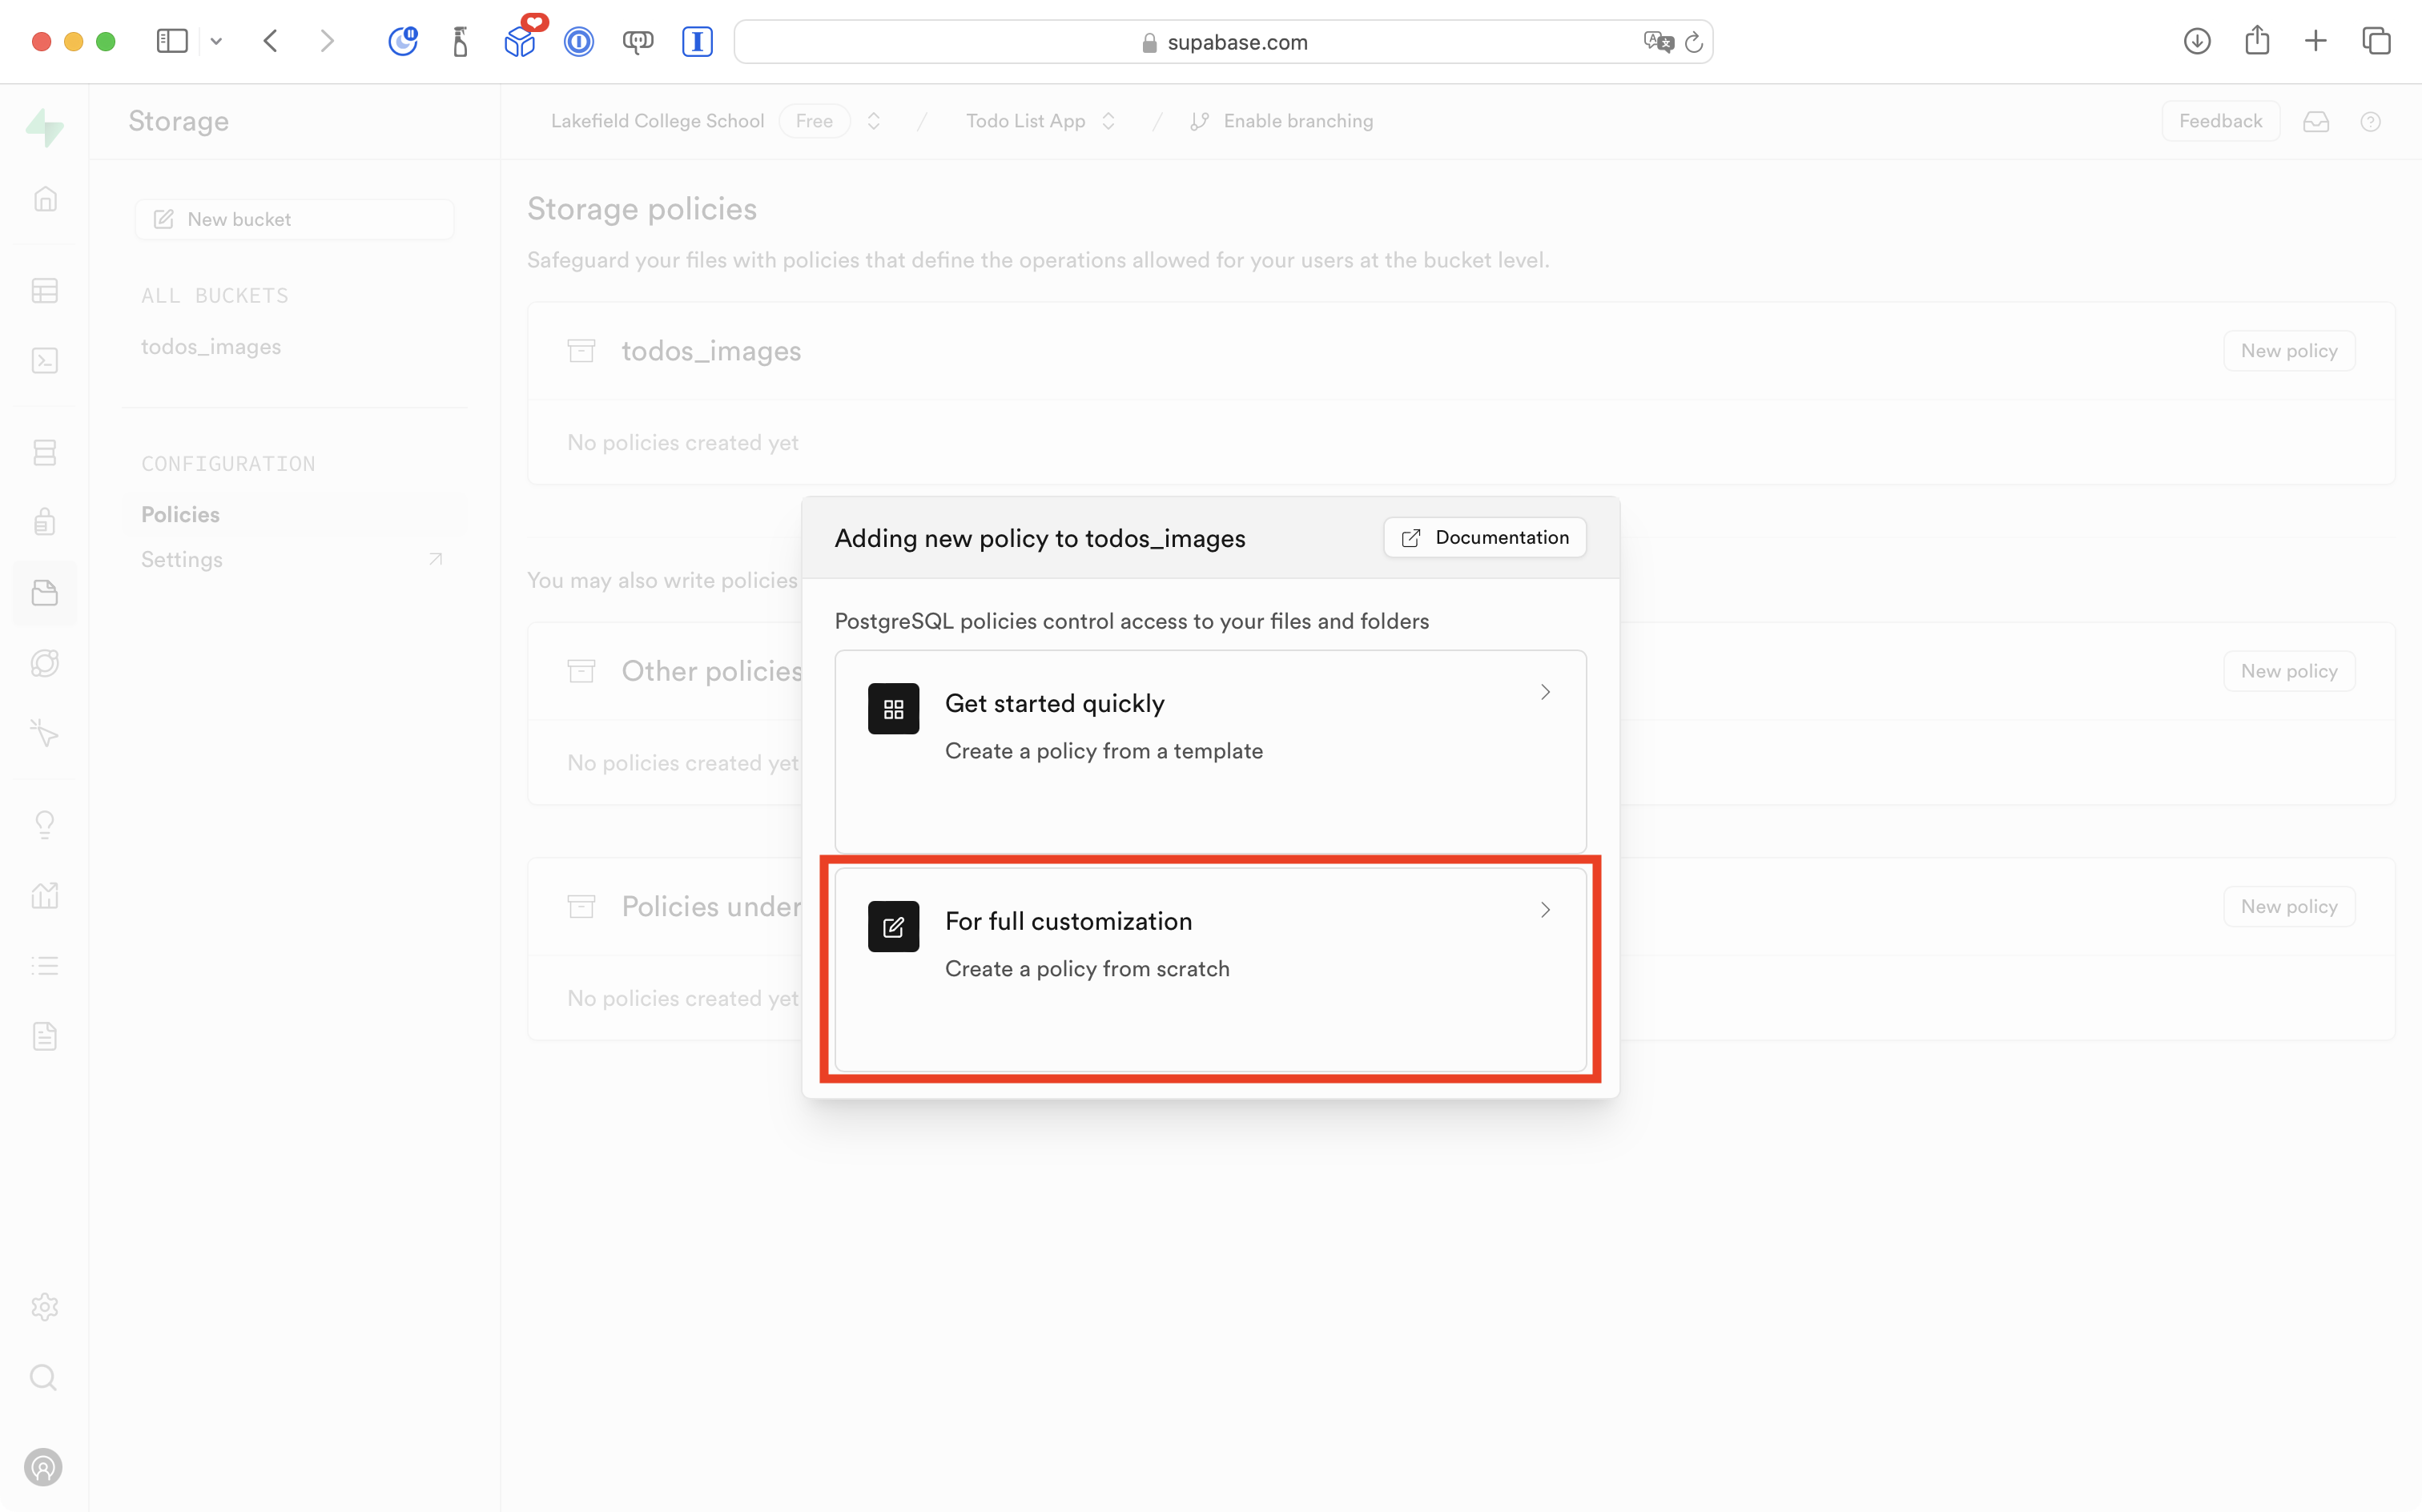 supabase.com
Storage
Lakefield College School
Free
/
Todo List App
/
Enable branching
Feedback
New bucket
ALL BUCKETS
todos_images
CONFIGURATION
Policies
Settings
Storage policies
Safeguard your files with policies that define the operations allowed for your users at the bucket level.
todos_images
New policy
No policies created yet
You may also write policies
Other policies
New policy
No policies created yet
Policies under
New policy
No policies created yet
Adding new policy to todos_images
Documentation
PostgreSQL policies control access to your files and folders
Get started quickly
Create a policy from a template
For full customization
Create a policy from scratch